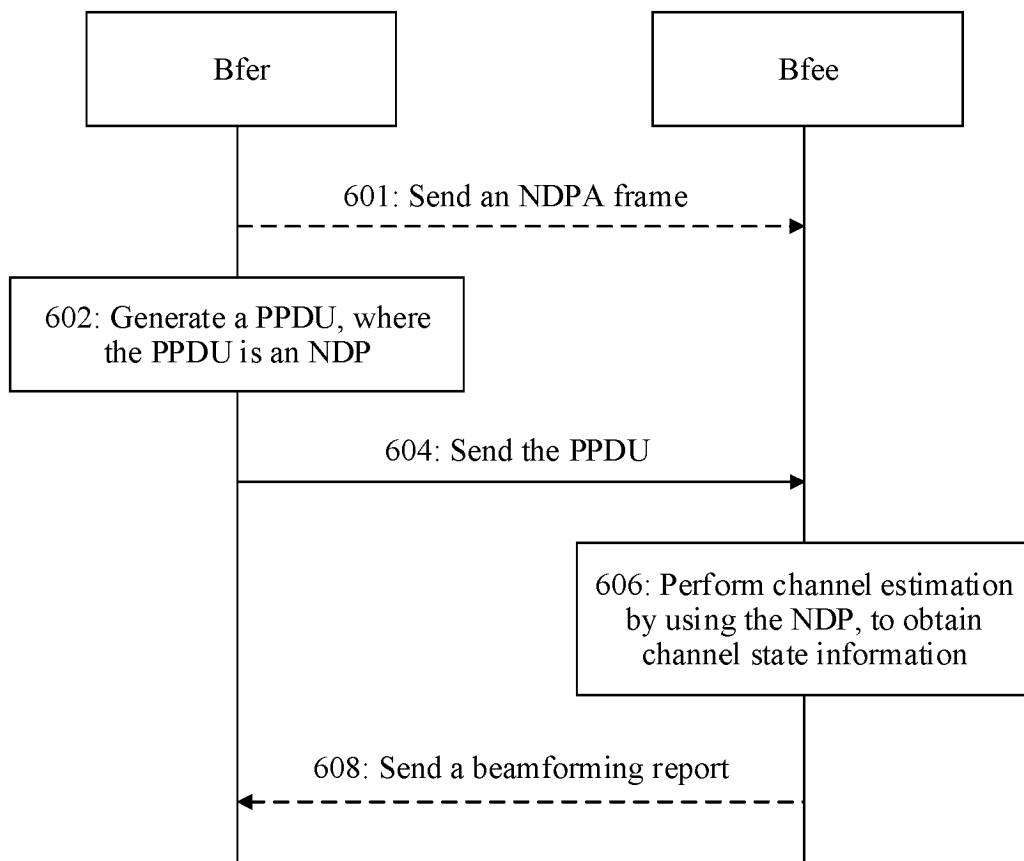 Bfer
Bfee
601: Send an NDPA frame
602: Generate a PPDU, where
the PPDU is an NDP
604: Send the PPDU
606: Perform channel estimation
by using the NDP, to obtain
channel state information
608: Send a beamforming report